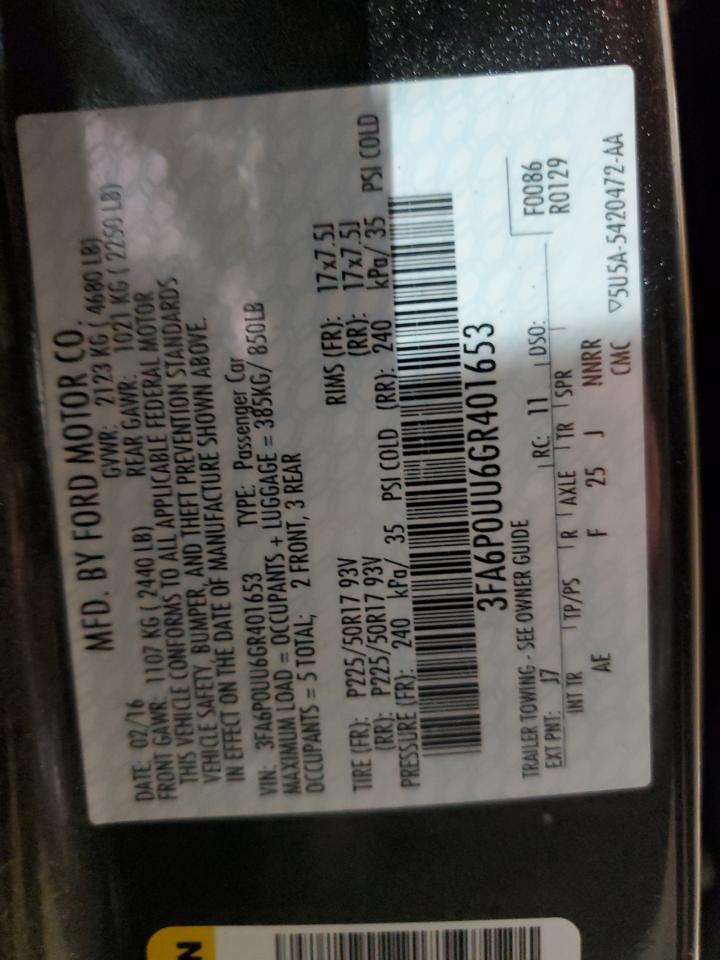 MFD. BY FORD MOTOR CO.
DATE: 02/16 GVWR: 2123 KG ( 4680 LB)
FRONT GAWR: 1107 KG ( 2440 LB) REAR GAWR: 1021 KG ( 2250 LB)
THIS VEHICLE CONFORMS TO ALL APPLICABLE FEDERAL MOTOR
VEHICLE SAFETY, BUMPER, AND THEFT PREVENTION STANDARDS
IN EFFECT ON THE DATE OF MANUFACTURE SHOWN ABOVE.
VIN: 3FA6P0UU6GR401653 TYPE: Passenger Car
MAXIMUM LOAD = OCCUPANTS + LUGGAGE = 385KG/ 850LB
OCCUPANTS = 5 TOTAL; 2 FRONT, 3 REAR
TIRE (FR): P225/50R17 93V RIMS (FR): 17x7.5J
(RR): P225/50R17 93V (RR): 17x7.5J
PRESSURE (FR): 240 kPa/ 35 PSI COLD (RR): 240 kPa/ 35 PSI COLD
3FA6P0UU6GR401653
TRAILER TOWING - SEE OWNER GUIDE
EXT PNT: J7 RC: 11 DSO: F0086
R0129
INT TR TP/PS R AXLE TR SPR
AE F 25 J NNRR
CMC ▽5U5A-5420472-AA
N